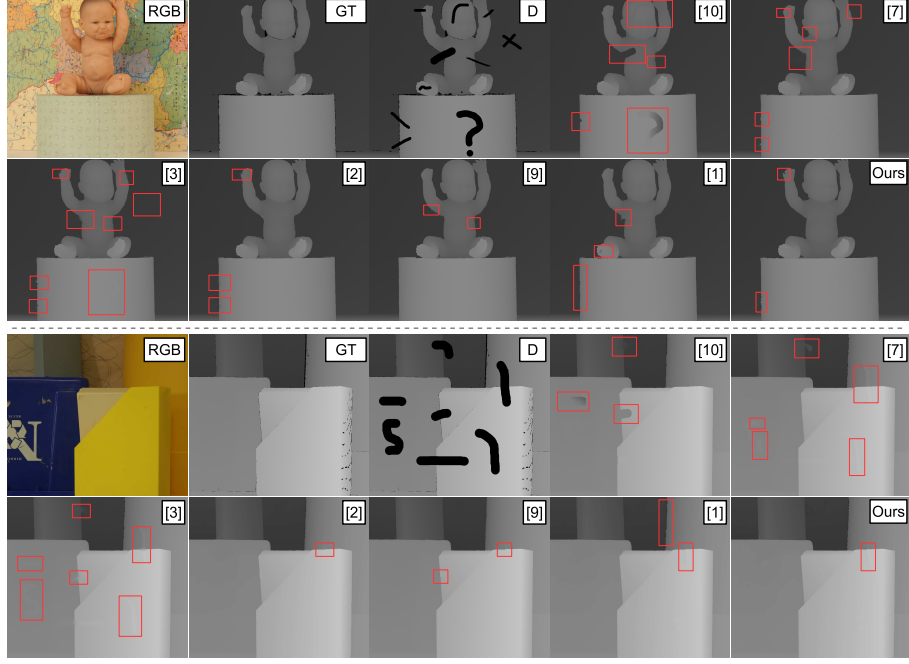 RGB
GT
D
[10]
[7]
?
[3]
[2]
[9]
[1]
Ours
RGB
GT
D
[10]
[7]
[3]
[2]
[9]
[1]
Ours